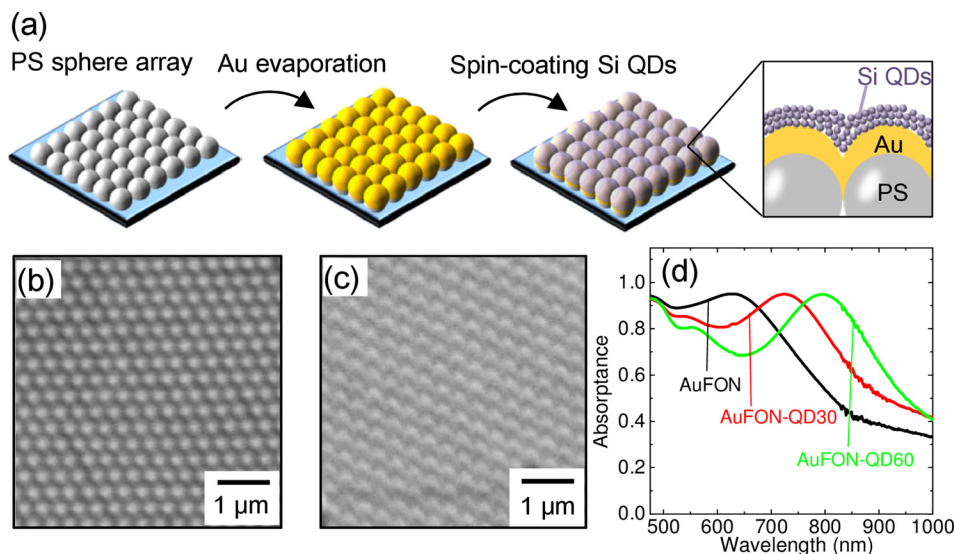 (a)
PS sphere array
Au evaporation
Spin-coating Si QDs
Si QDs
Au
PS
(b)
1 µm
(c)
1 µm
(d)
Absorptance
1.0
0.8
0.6
0.4
0.2
0.0
AuFON
AuFON-QD30
AuFON-QD60
500 600 700 800 900 1000
Wavelength (nm)